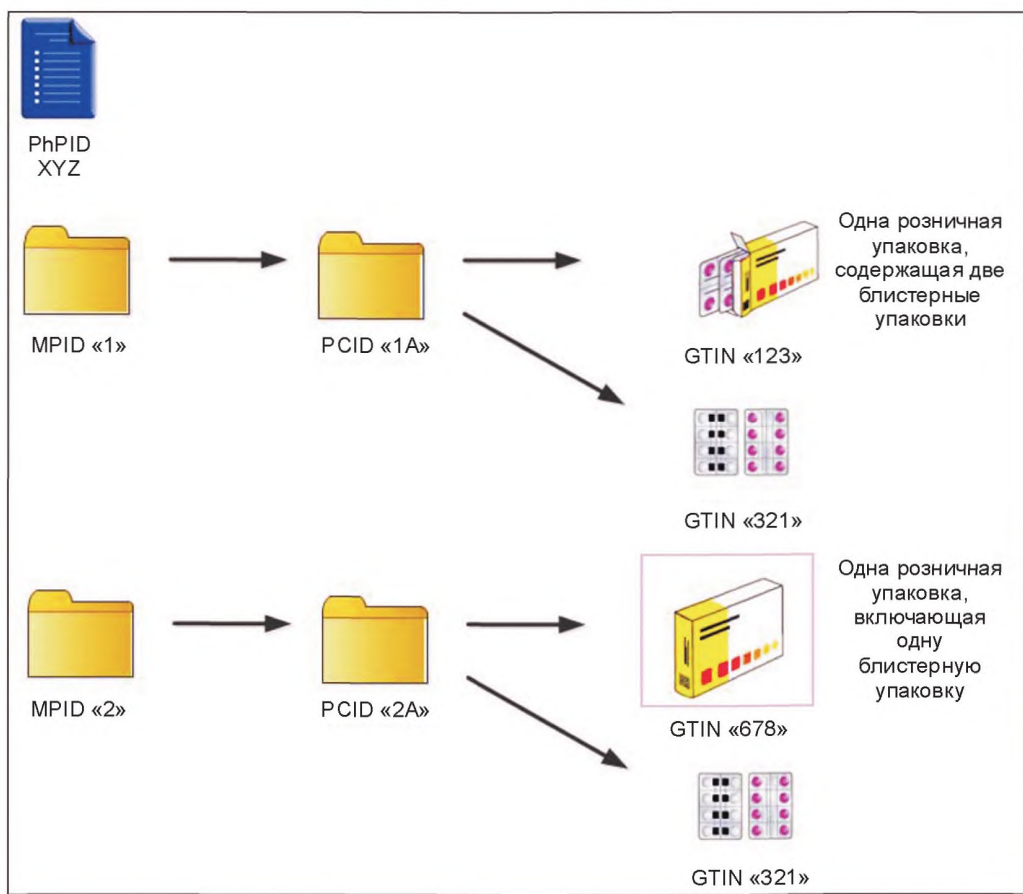 PhPID
XYZ
Одна розничная
упаковка,
содержащая две
блистерные
упаковки
MPID «1»
PCID «1A»
GTIN «123»
GTIN «321»
Одна розничная
упаковка,
включающая
одну
блистерную
упаковку
MPID «2»
PCID «2A»
GTIN «678»
GTIN «321»